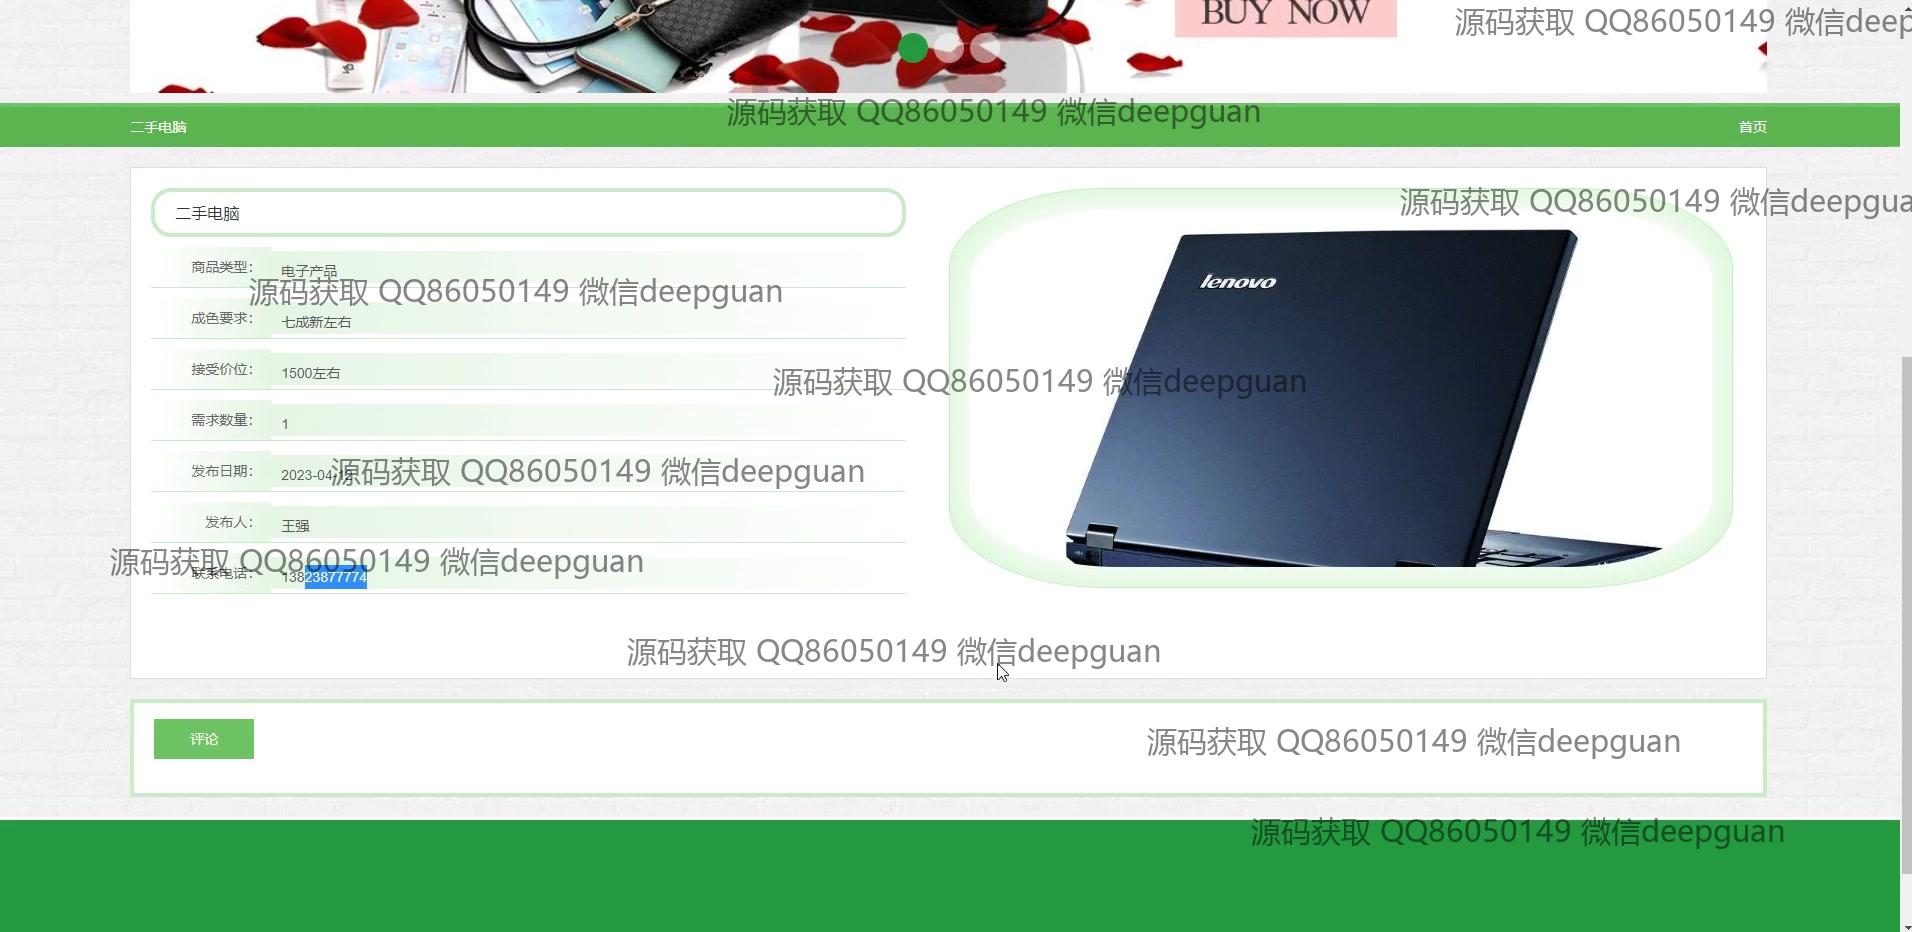 BUY NOW
源码获取 QQ86050149 微信deep
源码获取 QQ86050149 微信deepguan
二手电脑
首页
二手电脑
源码获取 QQ86050149 微信deepgua
商品类型：
电子产品
lenovo
源码获取 QQ86050149 微信deepguan
成色要求：
七成新左右
接受价位：
1500左右
源码获取 QQ86050149 微信deepguan
需求数量：
1
发布日期：
2023-04-12
源码获取 QQ86050149 微信deepguan
发布人：
王强
源码获取 QQ86050149 微信deepguan
联系电话：
13823877774
源码获取 QQ86050149 微信deepguan
评论
源码获取 QQ86050149 微信deepguan
源码获取 QQ86050149 微信deepguan